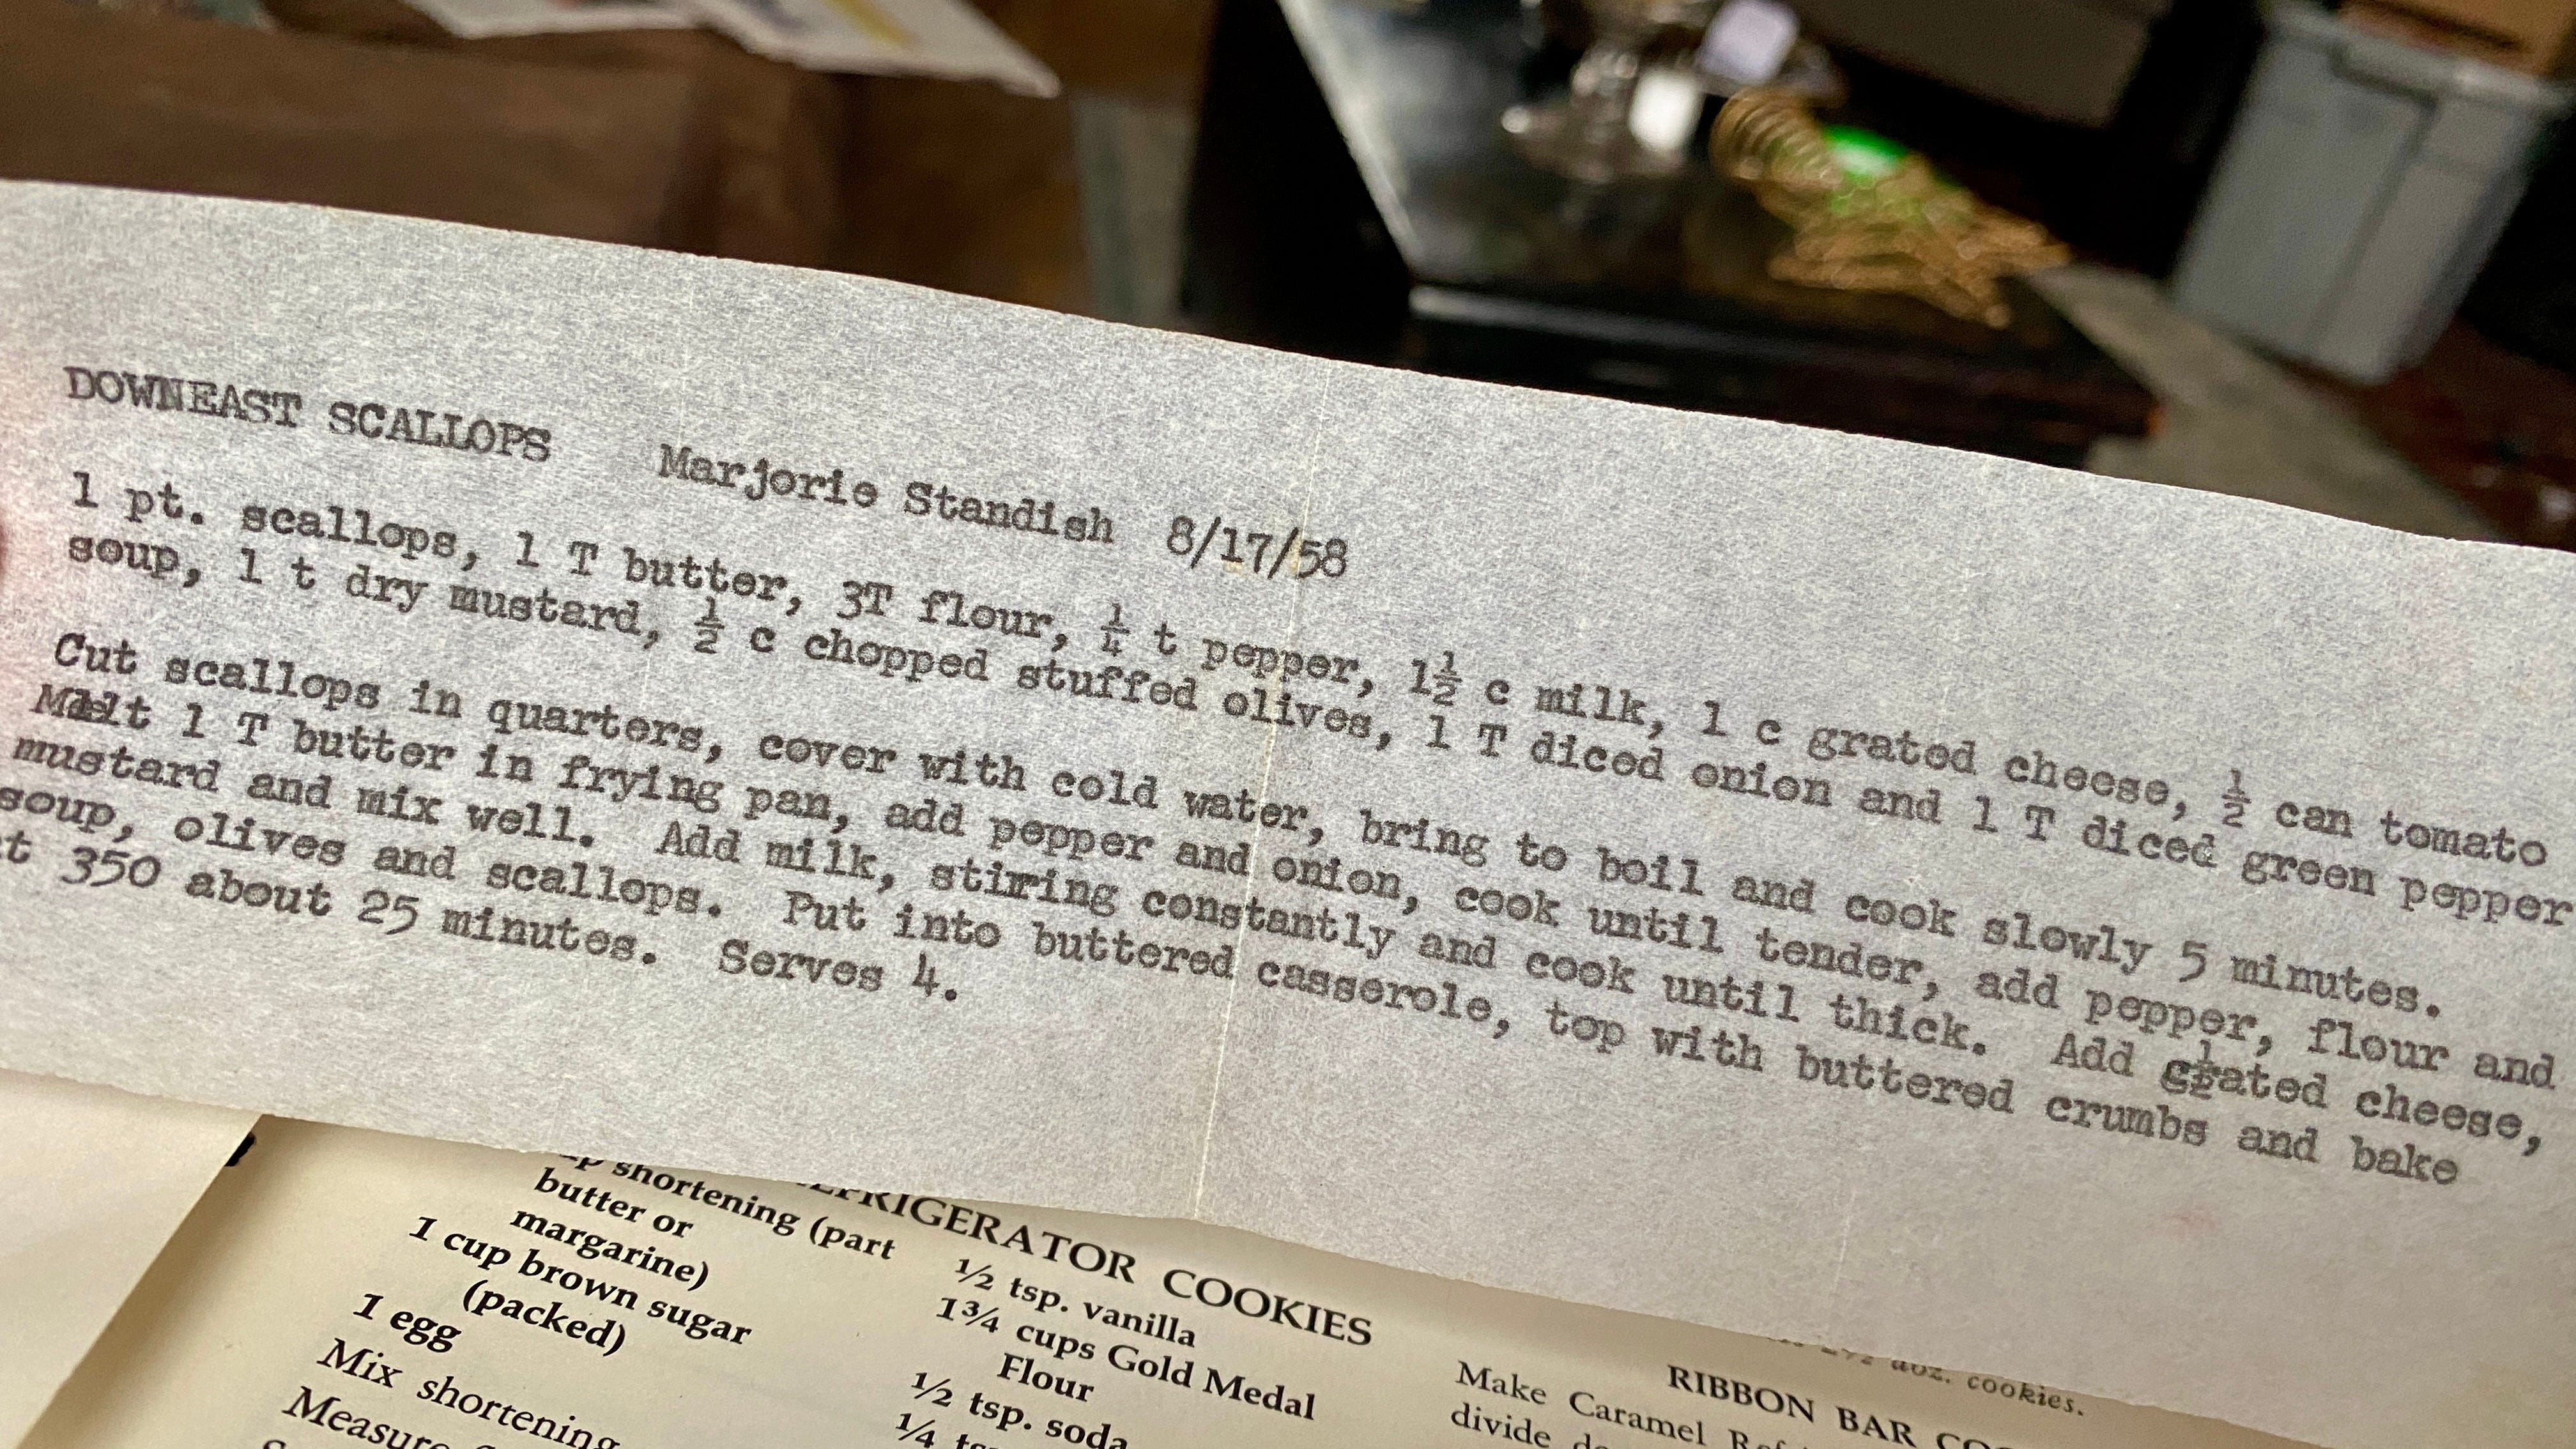 DOWNEAST SCALLOPS Marjorie Standish 8/17/58
1 pt. scallops, 1 T butter, 3T flour, ¼ t pepper, 1½ c milk, 1 c grated cheese, ½ can tomato
soup, 1 t dry mustard, ½ c chopped stuffed olives, 1 T diced onion and 1 T diced green pepper
Cut scallops in quarters, cover with cold water, bring to boil and cook slowly 5 minutes.
Melt 1 T butter in frying pan, add pepper and onion, cook until tender, add pepper, flour and
mustard and mix well. Add milk, stirring constantly and cook until thick. Add grated cheese,
soup, olives and scallops. Put into buttered casserole, top with buttered crumbs and bake
350 about 25 minutes. Serves 4.
COOKIES
shortening (part
butter or
margarine)
1 cup brown sugar
(packed)
1 egg
Mix shortening
½ tsp. vanilla
1¾ cups Gold Medal
Flour
½ tsp. soda
¼
cookies.
RIBBON BAR
Make Caramel
divide